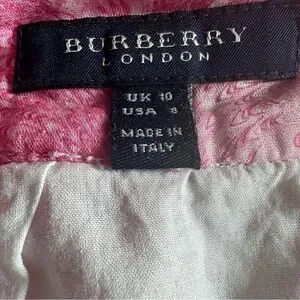 BURBERRY
LONDON
UK 10
USA 8
MADE IN
ITALY